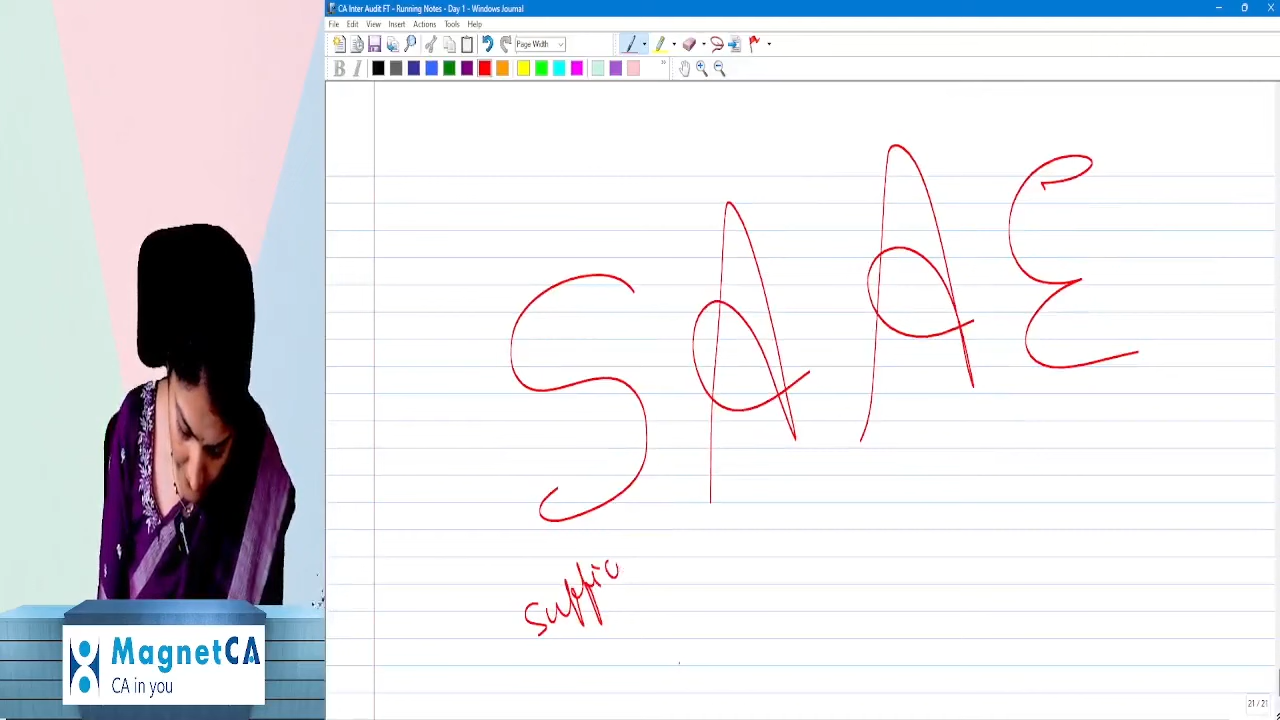 CA Inter Audit FT - Running Notes - Day 1 - Windows Journal
File Edit View Insert Actions Tools Help
Page Width
B I
SAAE
Suffic
MagnetCA
CA in you
21 / 21